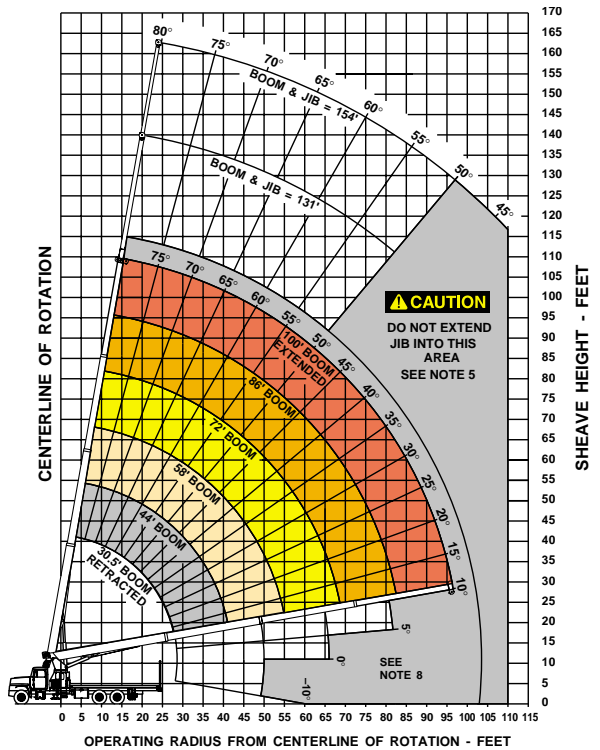 170
165
160
155
150
145
140
135
130
125
120
115
110
105
100
95
90
85
80
75
70
65
60
55
50
45
40
35
30
25
20
15
10
5
0
SHEAVE HEIGHT - FEET
CENTERLINE OF ROTATION
80°
75°
70°
65°
60°
55°
50°
45°
BOOM & JIB = 154'
BOOM & JIB = 131'
75°
70°
65°
60°
55°
50°
45°
40°
35°
30°
25°
20°
15°
10°
5°
0°
-10°
100' BOOM
EXTENDED
86' BOOM
72' BOOM
58' BOOM
44' BOOM
30.5' BOOM
RETRACTED
CAUTION
DO NOT EXTEND
JIB INTO THIS
AREA
SEE NOTE 5
SEE
NOTE 8
0 5 10 15 20 25 30 35 40 45 50 55 60 65 70 75 80 85 90 95 100 105 110 115
OPERATING RADIUS FROM CENTERLINE OF ROTATION - FEET